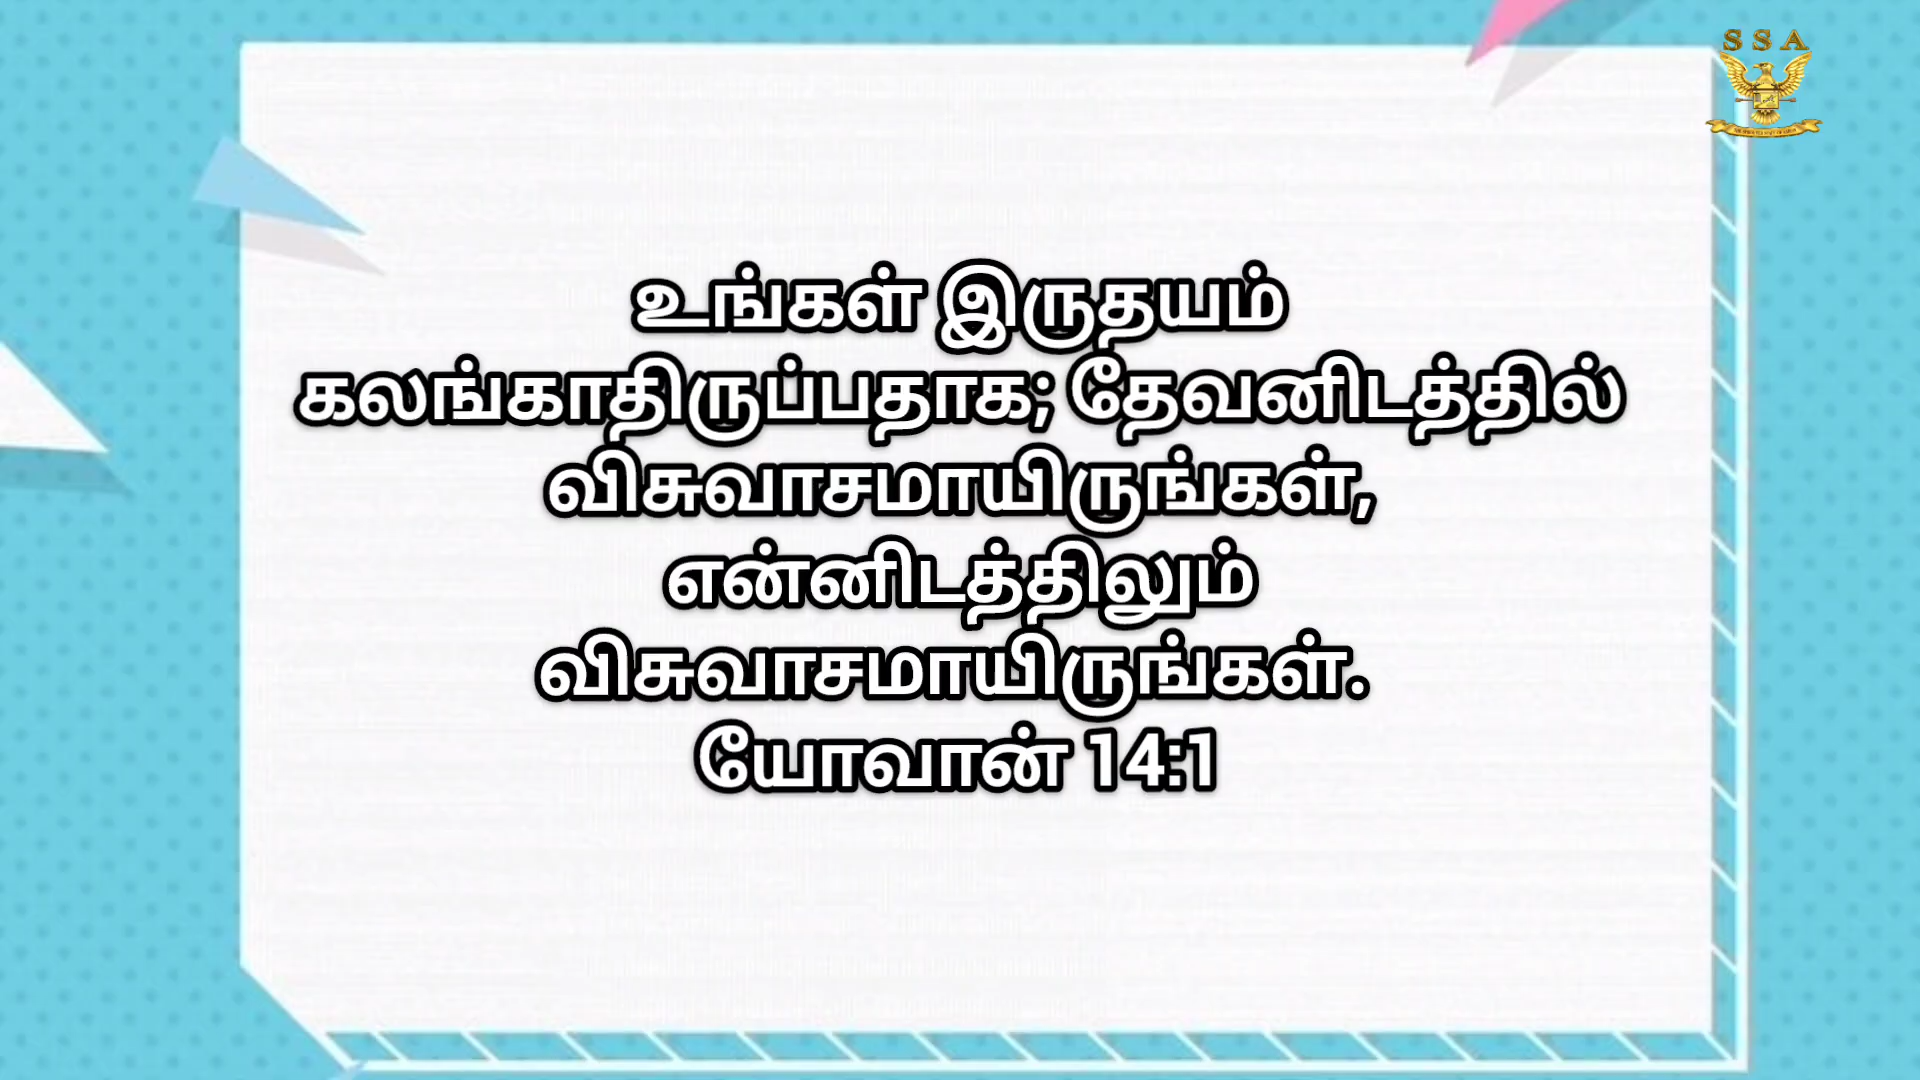 SSA
உங்கள் இருதயம்
கலங்காதிருப்பதாக; தேவனிடத்தில்
விசுவாசமாயிருங்கள்,
என்னிடத்திலும்
விசுவாசமாயிருங்கள்.
யோவான் 14:1